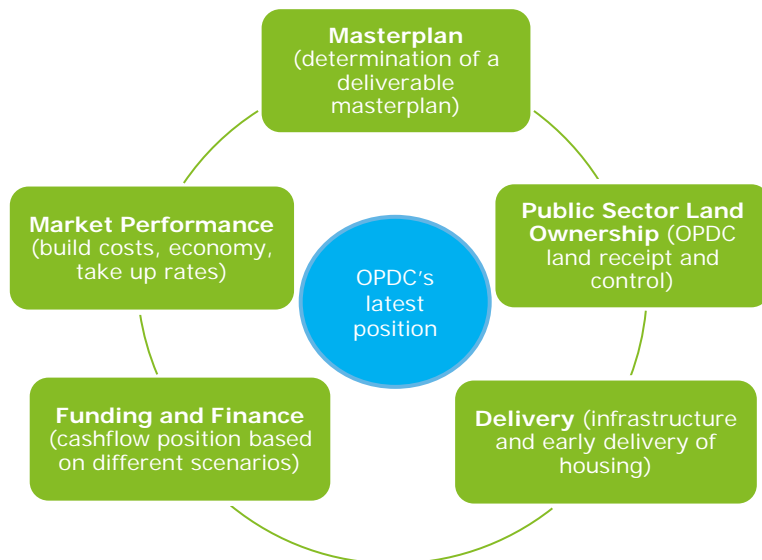 Masterplan
(determination of a
deliverable
masterplan)
Market Performance
(build costs, economy,
take up rates)
Public Sector Land
Ownership (OPDC
land receipt and
control)
OPDC's
latest
position
Funding and Finance
(cashflow position based
on different scenarios)
Delivery (infrastructure
and early delivery of
housing)